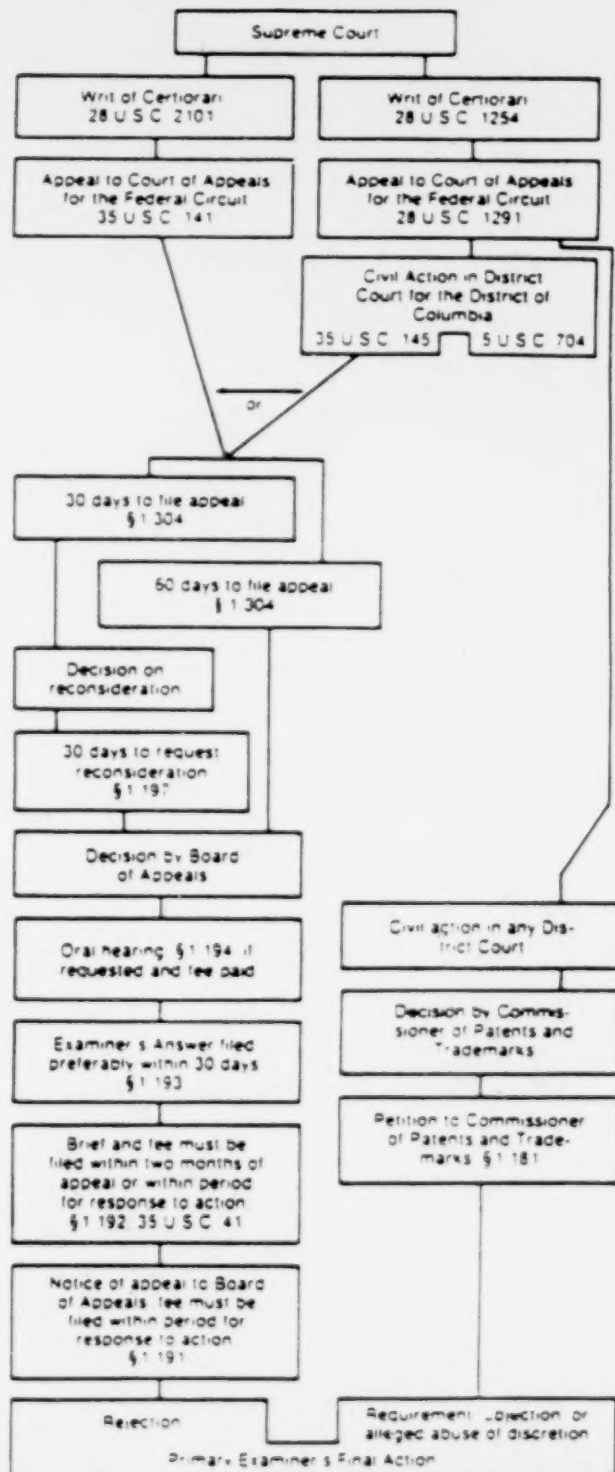 Supreme Court
Writ of Certiorari
28 U S C 2101
Writ of Certiorari
28 U S C 1254
Appeal to Court of Appeals
for the Federal Circuit
35 U S C 141
Appeal to Court of Appeals
for the Federal Circuit
28 U S C 1291
Civil Action in District
Court for the District of
Columbia
35 U S C 145 5 U S C 704
or
30 days to file appeal
§ 1 304
60 days to file appeal
§ 1 304
Decision on
reconsideration
30 days to request
reconsideration
§ 1 197
Decision by Board
of Appeals
Oral hearing §1 194 if
requested and fee paid
Examiner s Answer filed
preferably within 30 days
§1 193
Brief and fee must be
filed within two months of
appeal or within period
for response to action
§1 192, 35 U S C 41
Notice of appeal to Board
of Appeals, fee must be
filed within period for
response to action
§ 1 191
Civil action in any Dis-
trict Court
Decision by Commis-
sioner of Patents and
Trademarks
Petition to Commissioner
of Patents and Trade-
marks §1 181
Rejection
Requirement objection or
alleged abuse of discretion
Primary Examiner s Final Action